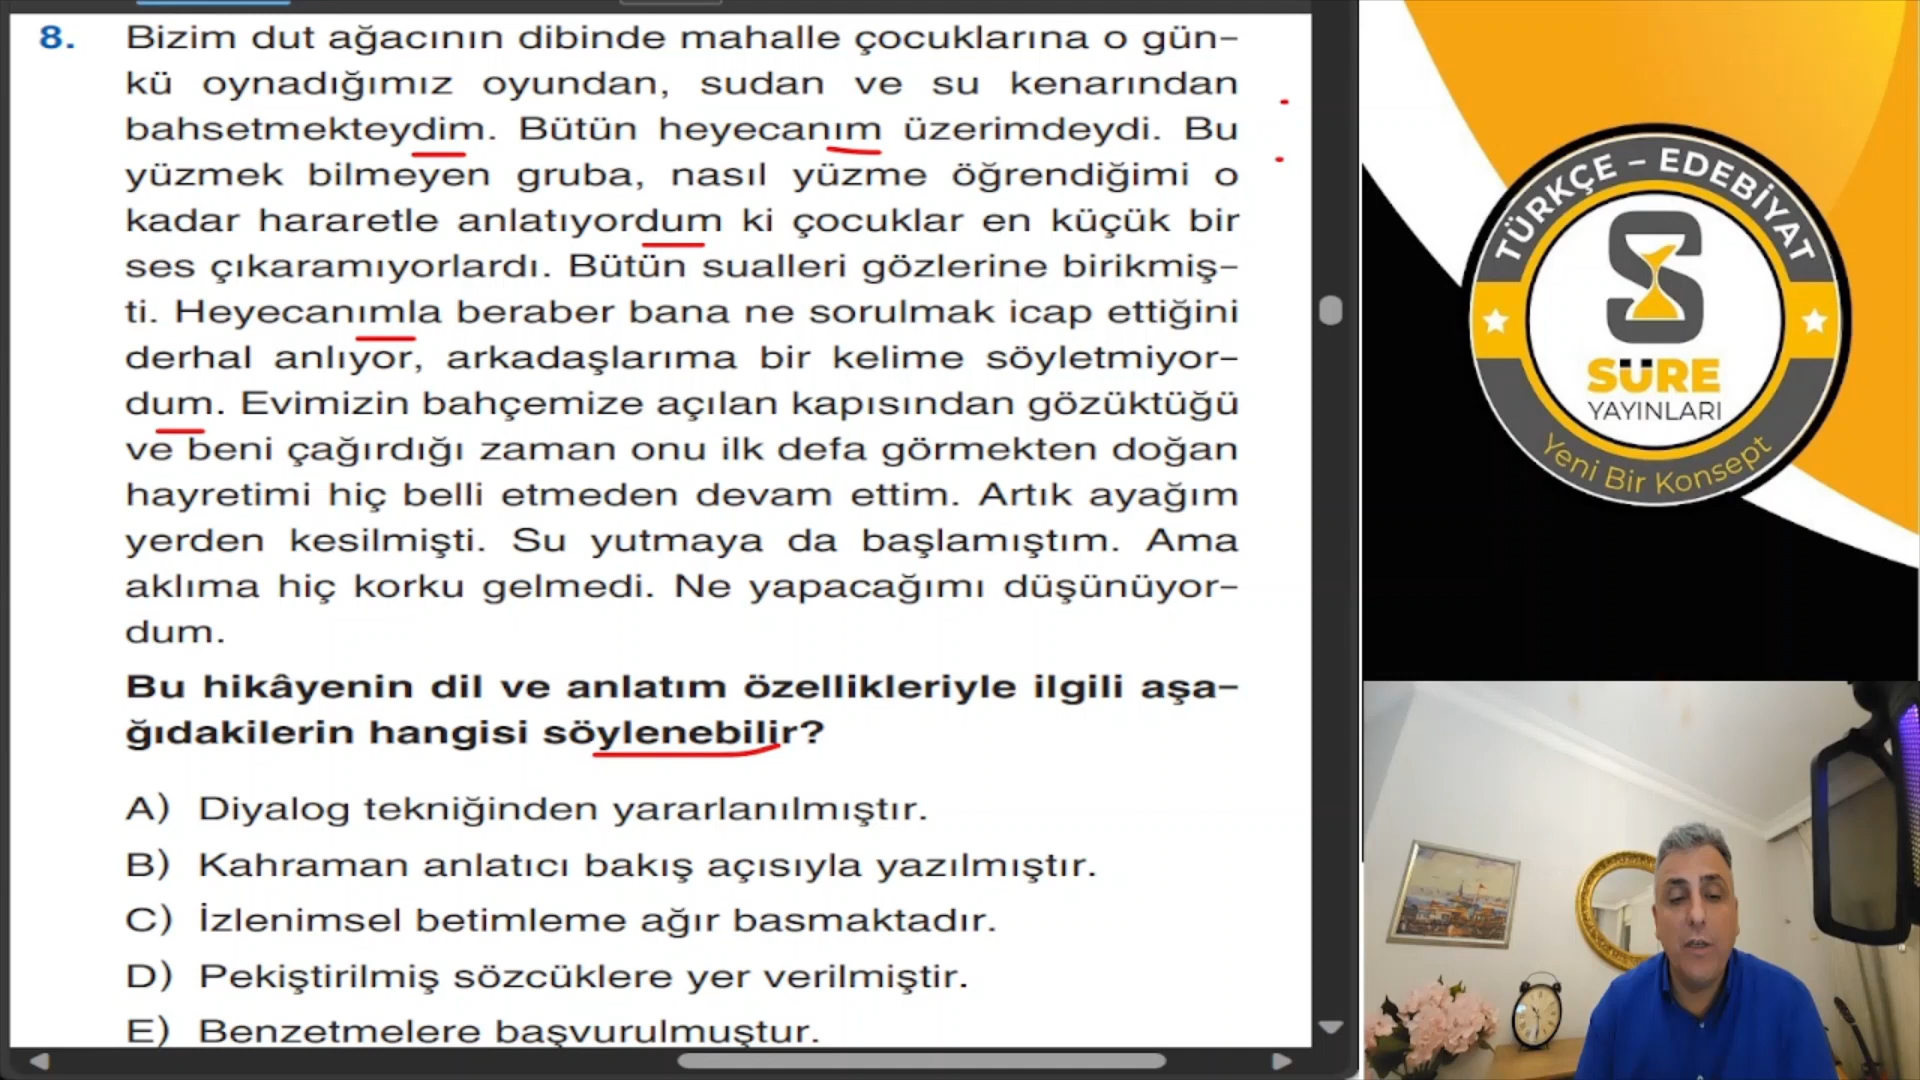 8. Bizim dut ağacının dibinde mahalle çocuklarına o gün-
kü oynadığımız oyundan, sudan ve su kenarından
bahsetmekteydim. Bütün heyecanım üzerimdeydi. Bu
yüzmek bilmeyen gruba, nasıl yüzme öğrendiğimi o
kadar hararetle anlatıyordum ki çocuklar en küçük bir
ses çıkaramıyorlardı. Bütün sualleri gözlerine birikmiş-
ti. Heyecanımla beraber bana ne sorulmak icap ettiğini
derhal anlıyor, arkadaşlarıma bir kelime söyletmiyor-
dum. Evimizin bahçemize açılan kapısından gözüktüğü
ve beni çağırdığı zaman onu ilk defa görmekten doğan
hayretimi hiç belli etmeden devam ettim. Artık ayağım
yerden kesilmişti. Su yutmaya da başlamıştım. Ama
aklıma hiç korku gelmedi. Ne yapacağımı düşünüyor-
dum.
Bu hikâyenin dil ve anlatım özellikleriyle ilgili aşa-
ğıdakilerin hangisi söylenebilir?
A) Diyalog tekniğinden yararlanılmıştır.
B) Kahraman anlatıcı bakış açısıyla yazılmıştır.
C) İzlenimsel betimleme ağır basmaktadır.
D) Pekiştirilmiş sözcüklere yer verilmiştir.
E) Benzetmelere başvurulmuştur.
TÜRKÇE – EDEBİYAT
SÜRE
YAYINLARI
Yeni Bir Konsept